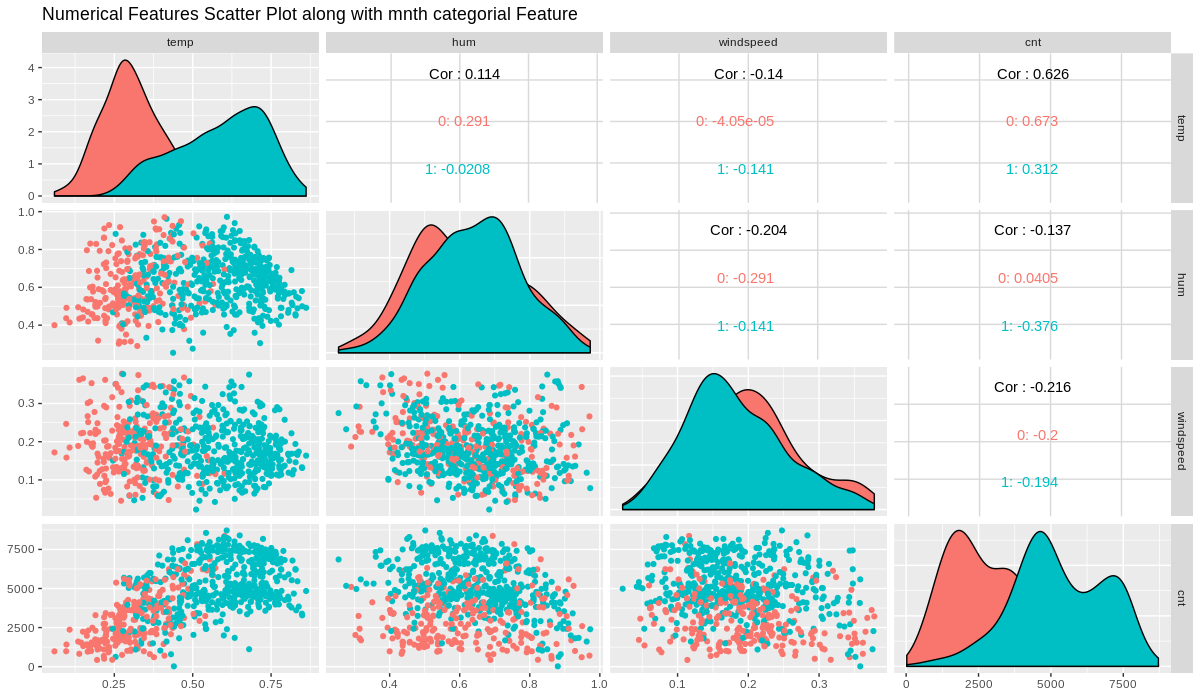 Numerical Features Scatter Plot along with mnth categorial Feature
temp hum windspeed cnt
4
3
2
1
0
Cor : 0.114
0: 0.291
1: -0.0208
Cor : -0.14
0: -4.05e-05
1: -0.141
Cor : 0.626
0: 0.673
1: 0.312
temp
1.0
0.8
0.6
0.4
Cor : -0.204
0: -0.291
1: -0.141
Cor : -0.137
0: 0.0405
1: -0.376
hum
0.3
0.2
0.1
Cor : -0.216
0: -0.2
1: -0.194
windspeed
7500
5000
2500
0
cnt
0.25 0.50 0.75 0.4 0.6 0.8 1.0 0.1 0.2 0.3 0 2500 5000 7500